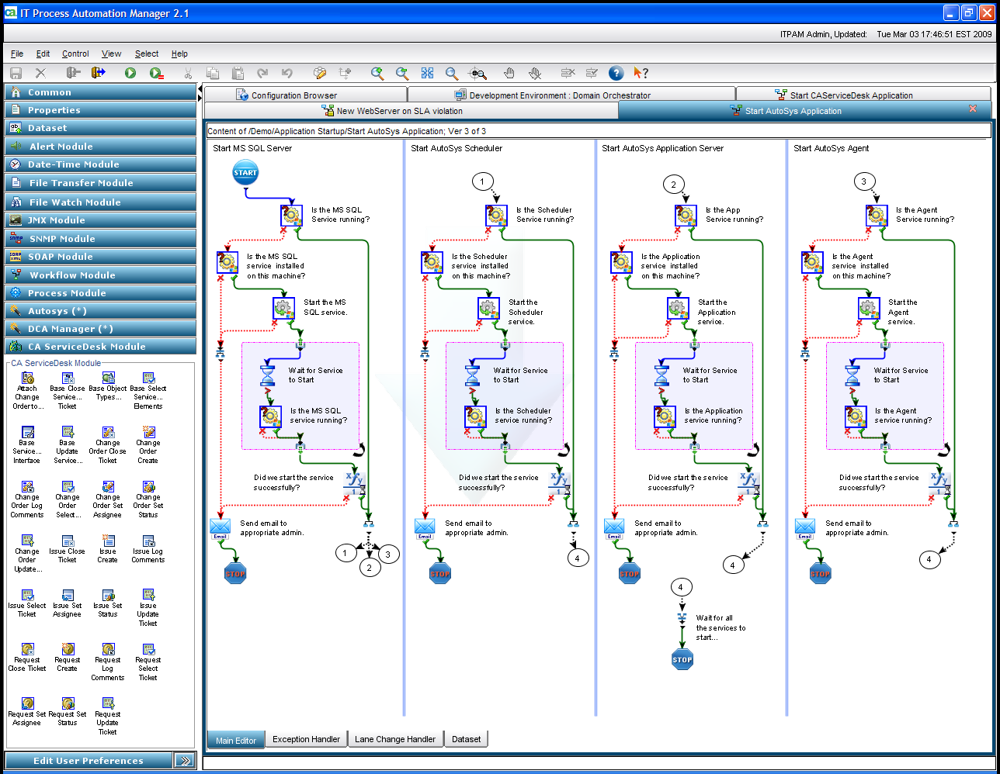 ca IT Process Automation Manager 2.1
ITPAM Admin, Updated: Tue Mar 03 17:46:51 EST 2009
File Edit Control View Select Help
Common
Properties
Dataset
Alert Module
Date-Time Module
File Transfer Module
File Watch Module
JMX Module
SNMP Module
SOAP Module
Workflow Module
Process Module
Autosys (*)
DCA Manager (*)
CA ServiceDesk Module
CA ServiceDesk Module
Attach
Change
Order to...
Base Close
Service...
Ticket
Base Object
Types...
Base Select
Service...
Elements
Base
Service...
Interface
Base
Update
Service...
Change
Order Close
Ticket
Change
Order
Create
Change
Order Log
Comments
Change
Order
Select...
Change
Order Set
Assignee
Change
Order Set
Status
Change
Order
Update...
Issue Close
Ticket
Issue
Create
Issue Log
Comments
Issue Select
Ticket
Issue Set
Assignee
Issue Set
Status
Issue
Update
Ticket
Request
Close Ticket
Request
Create
Request
Log
Comments
Request
Select
Ticket
Request Set
Assignee
Request Set
Status
Request
Update
Ticket
Edit User Preferences
Configuration Browser
Development Environment : Domain Orchestrator
Start CAServiceDesk Application
New WebServer on SLA violation
Start AutoSys Application
Content of /Demo/Application Startup/Start AutoSys Application; Ver 3 of 3
Start MS SQL Server
START
Is the MS SQL
Service running?
Is the MS SQL
service installed
on this machine?
Start the MS
SQL service.
Wait for Service
to Start
Is the MS SQL
service running?
Did we start the service
successfully?
Send email to
appropriate admin.
Email
STOP
1
2
3
Start AutoSys Scheduler
1
Is the Scheduler
Service running?
Is the Scheduler
service installed
on this machine?
Start the
Scheduler
service.
Wait for Service
to Start
Is the Scheduler
service running?
Did we start the service
successfully?
Send email to
appropriate admin.
Email
STOP
4
Start AutoSys Application Server
2
Is the App
Service running?
Is the Application
service installed
on this machine?
Start the
Application
service.
Wait for Service
to Start
Is the Application
service running?
Did we start the service
successfully?
Send email to
appropriate admin.
Email
STOP
4
4
Wait for all
the services to
start...
STOP
Start AutoSys Agent
3
Is the Agent
Service running?
Is the Agent
service installed
on this machine?
Start the
Agent
service.
Wait for Service
to Start
Is the Agent
service running?
Did we start the service
successfully?
Send email to
appropriate admin.
Email
STOP
4
Main Editor
Exception Handler
Lane Change Handler
Dataset